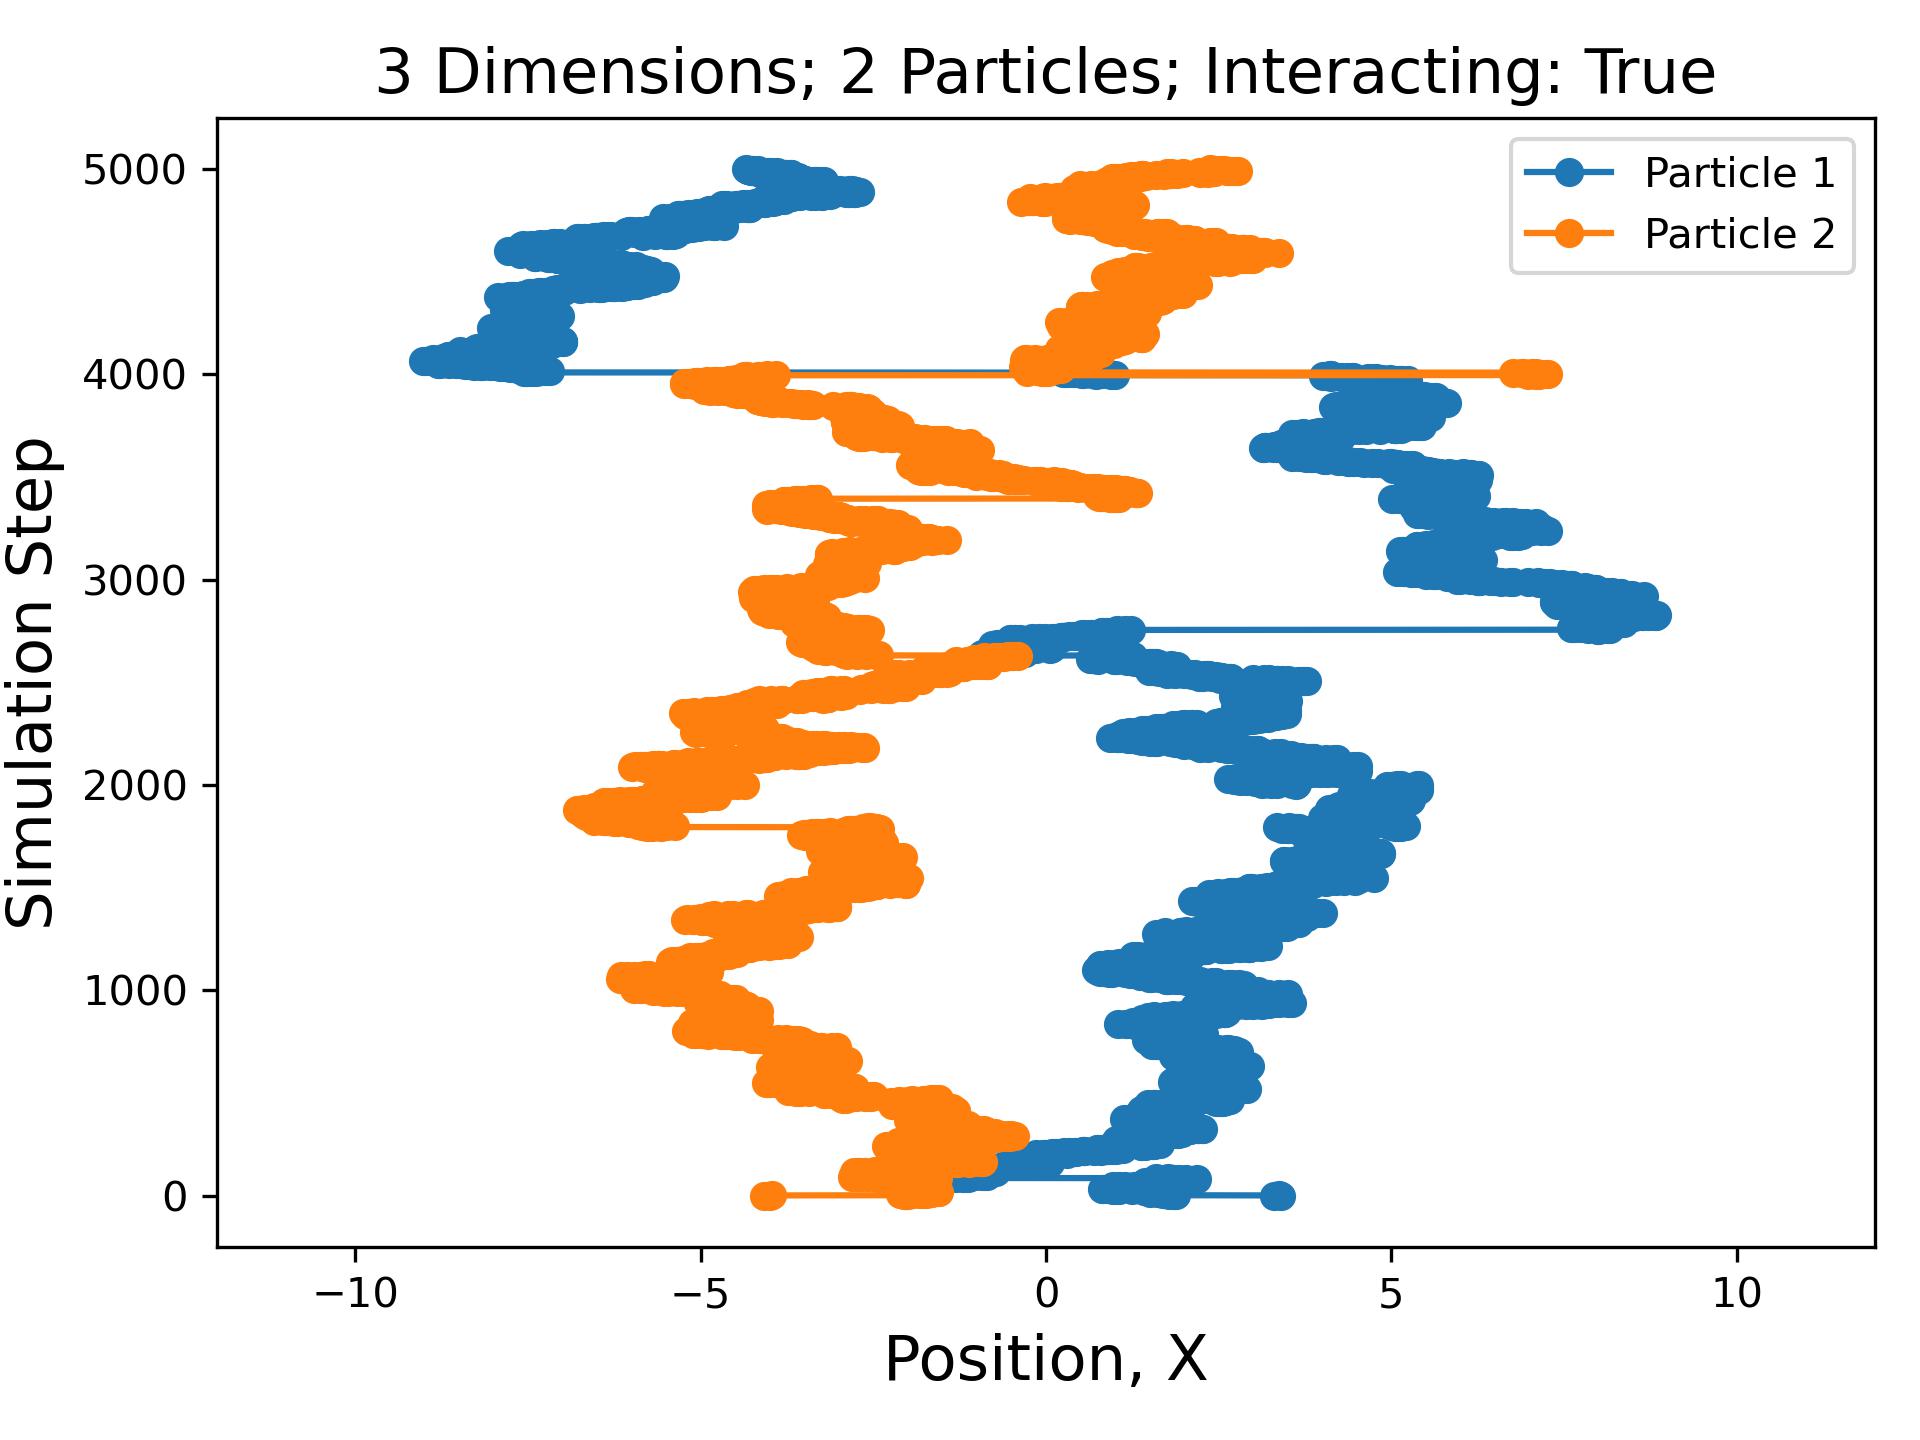 3 Dimensions; 2 Particles; Interacting: True
Particle 1
Particle 2
Simulation Step
5000
4000
3000
2000
1000
0
−10
−5
0
5
10
Position, X